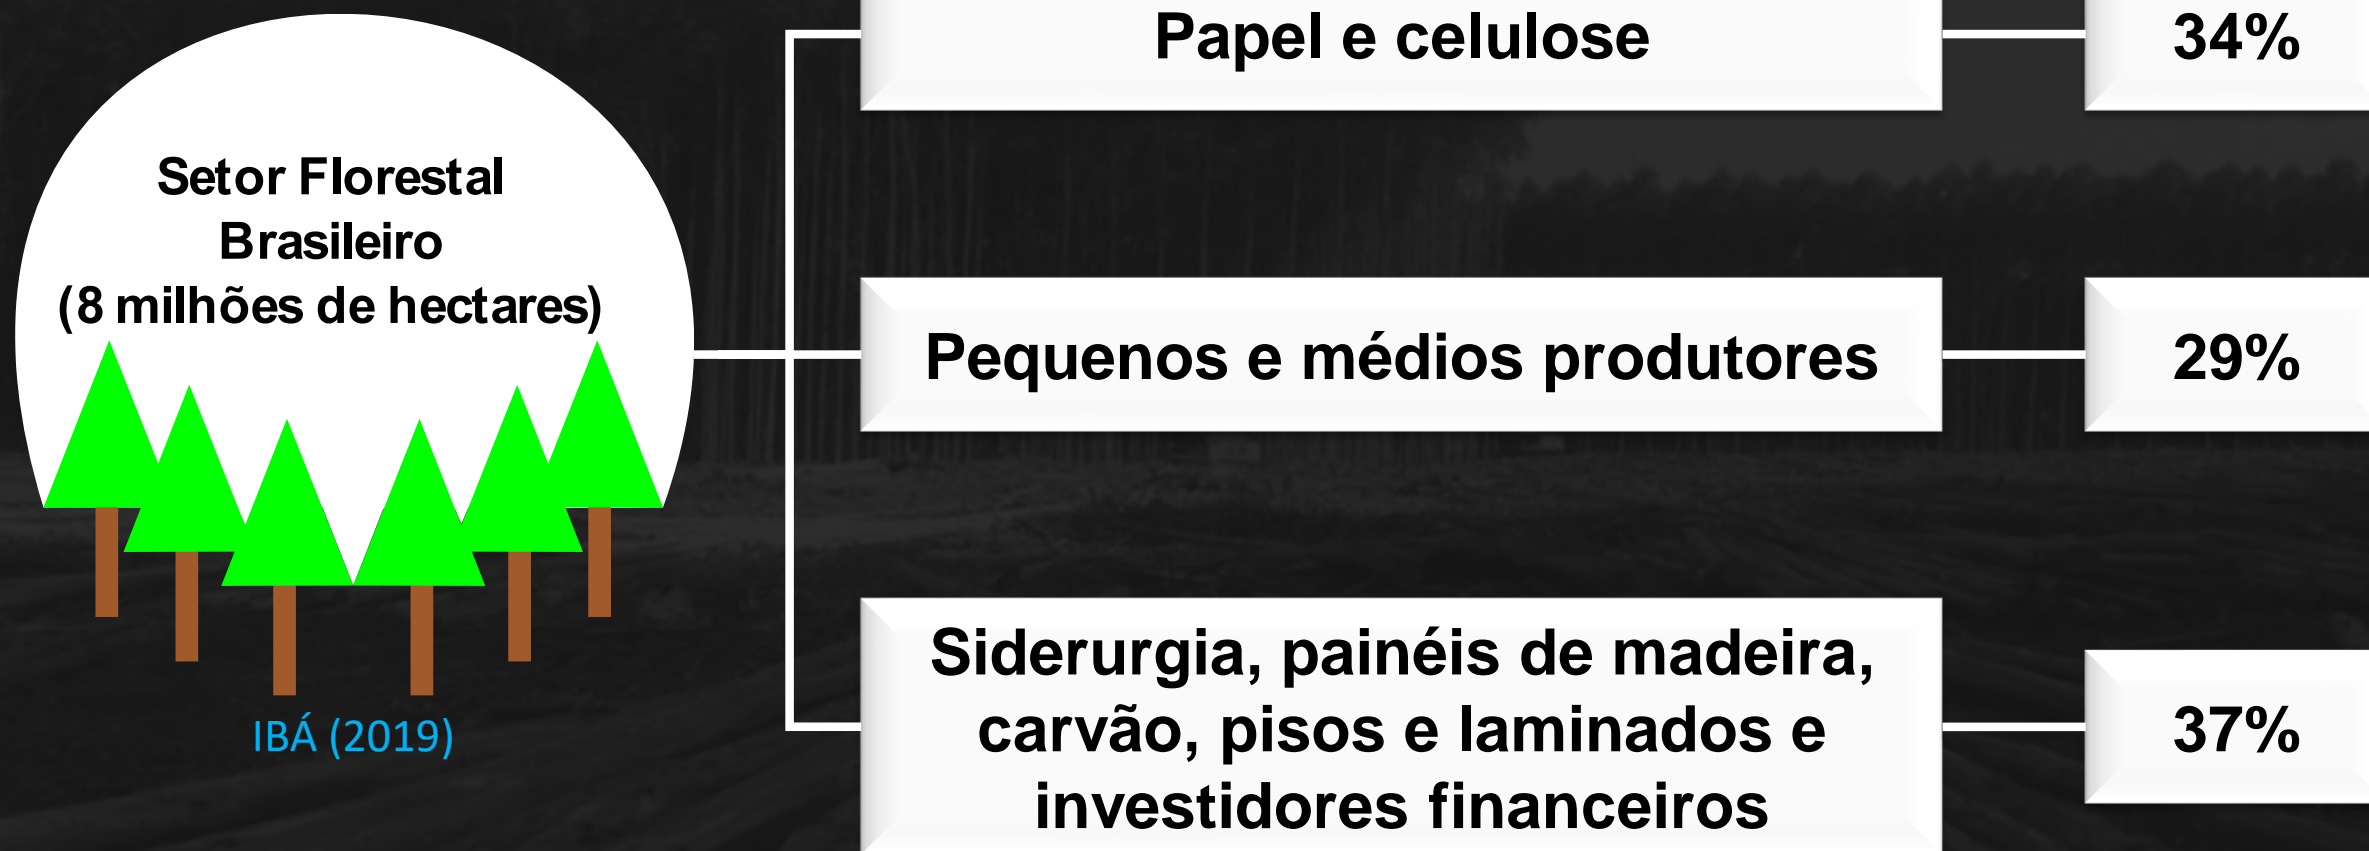 Papel e celulose
34%
Setor Florestal
Brasileiro
(8 milhões de hectares)
Pequenos e médios produtores
29%
Siderurgia, painéis de madeira,
carvão, pisos e laminados e
investidores financeiros
37%
IBÁ (2019)